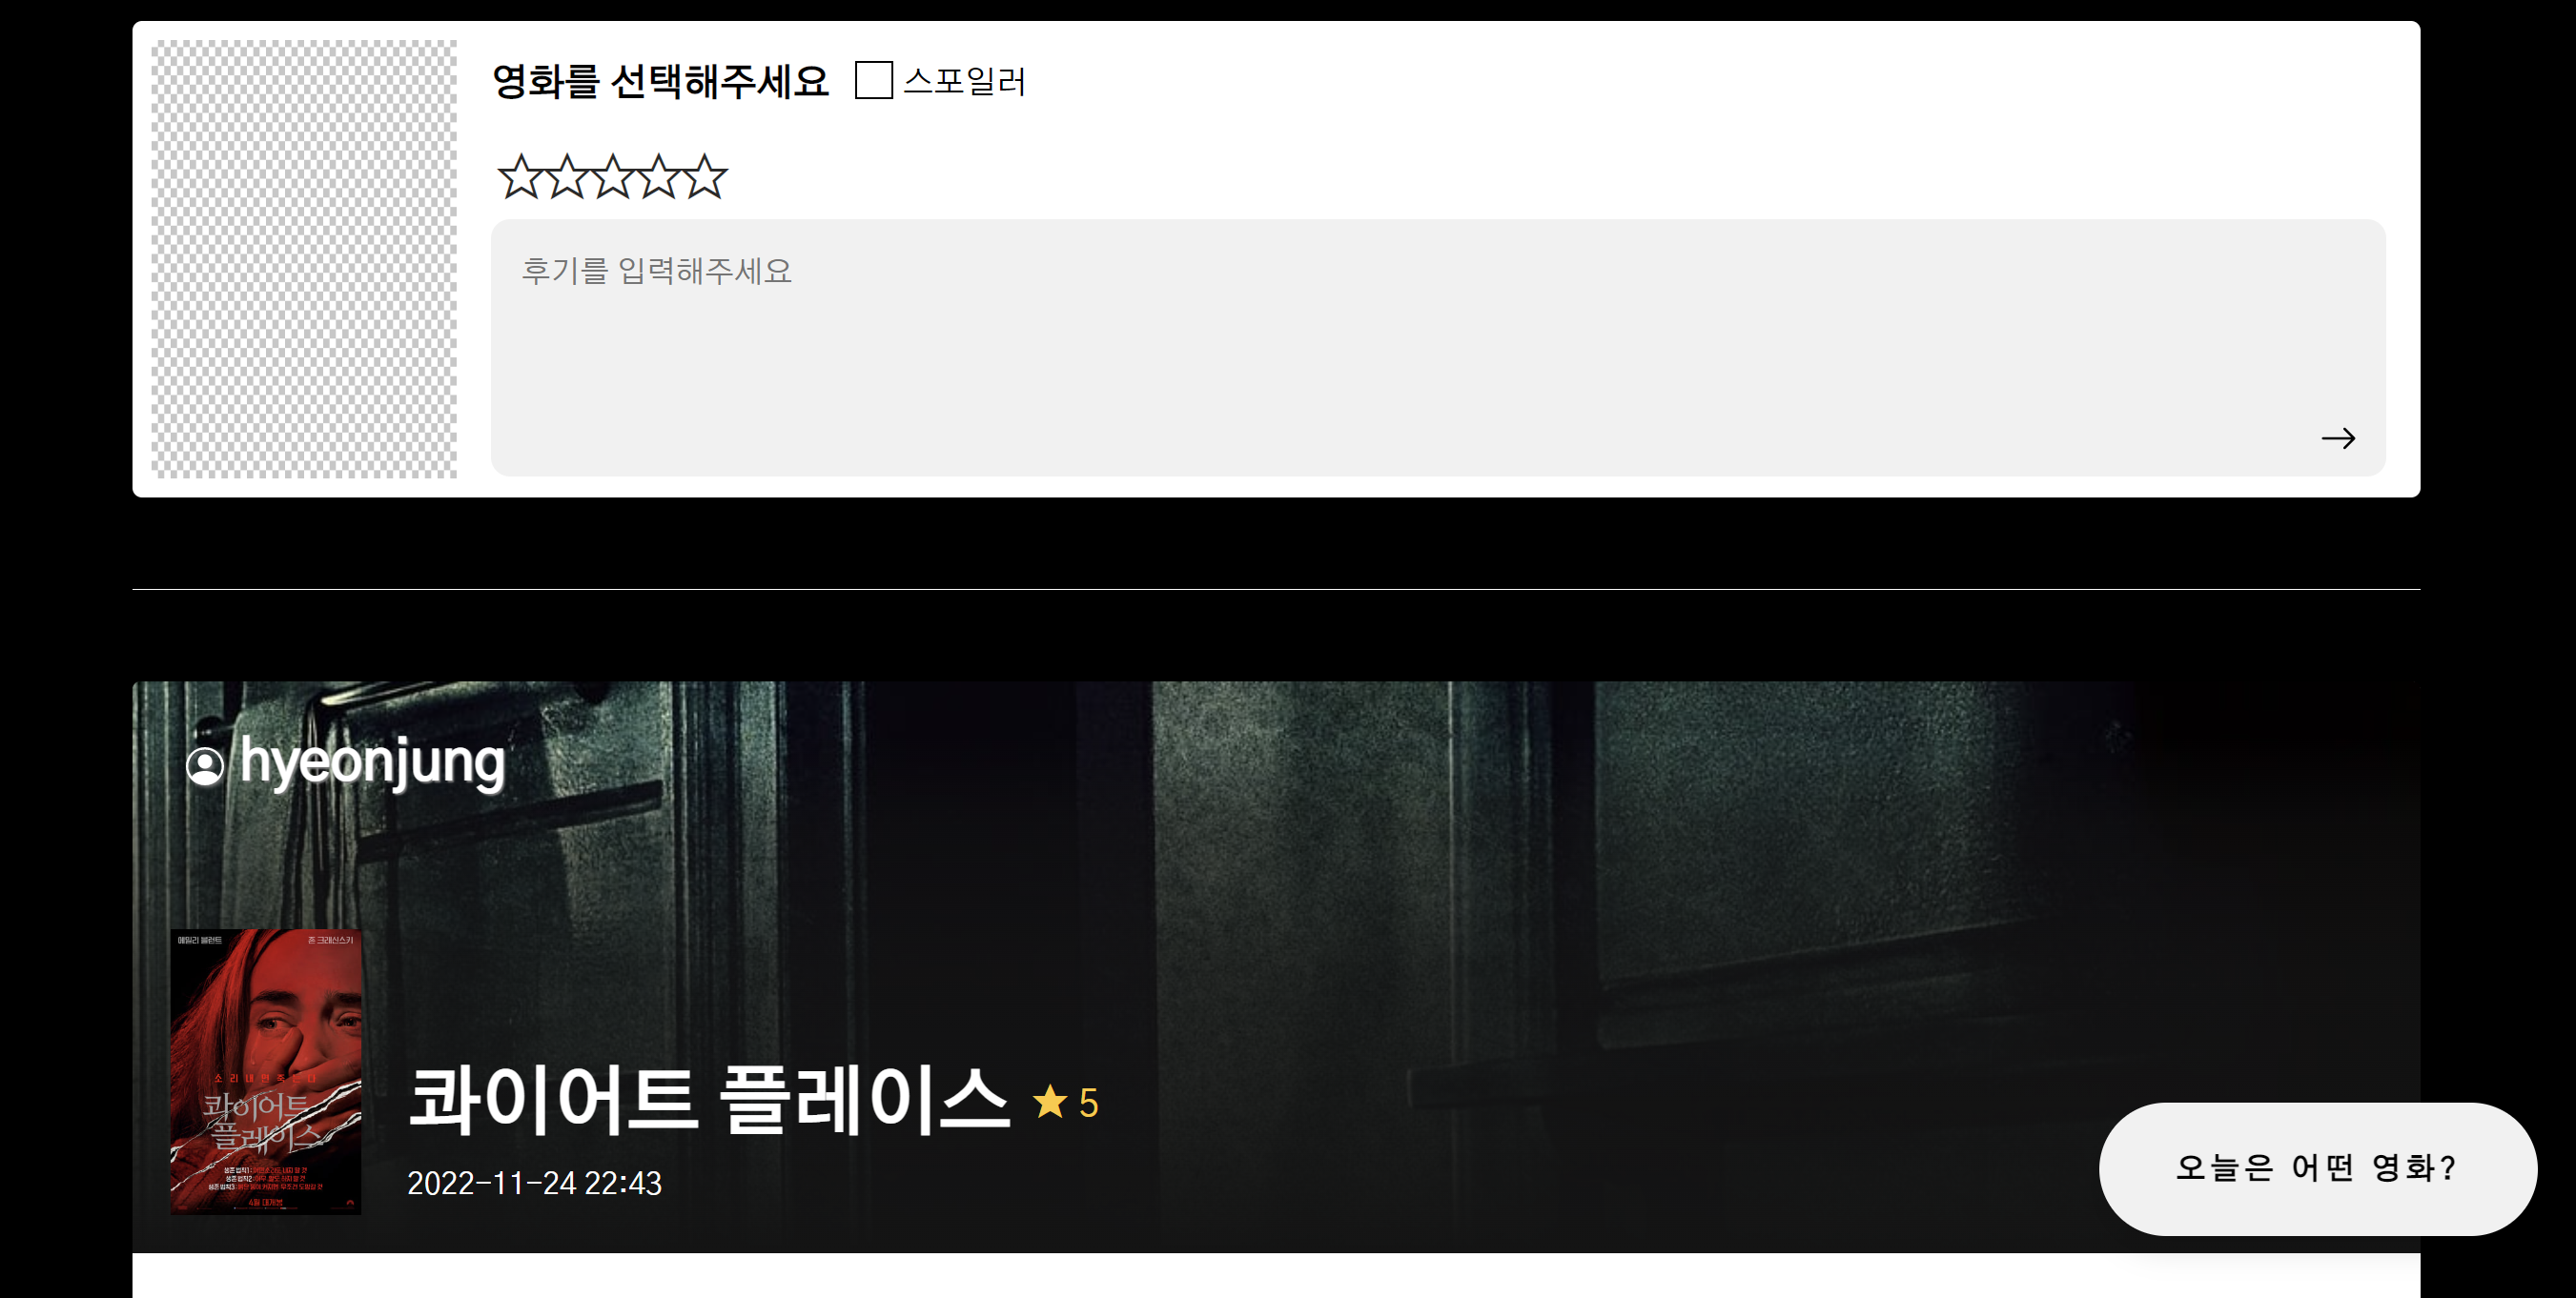 영화를 선택해주세요 스포일러
후기를 입력해주세요
hyeonjung
에밀리 블런트 존 크래신스키
소리내면 죽는다
콰이어트
플레이스
4월 대개봉
콰이어트 플레이스 5
2022-11-24 22:43
오늘은 어떤 영화?